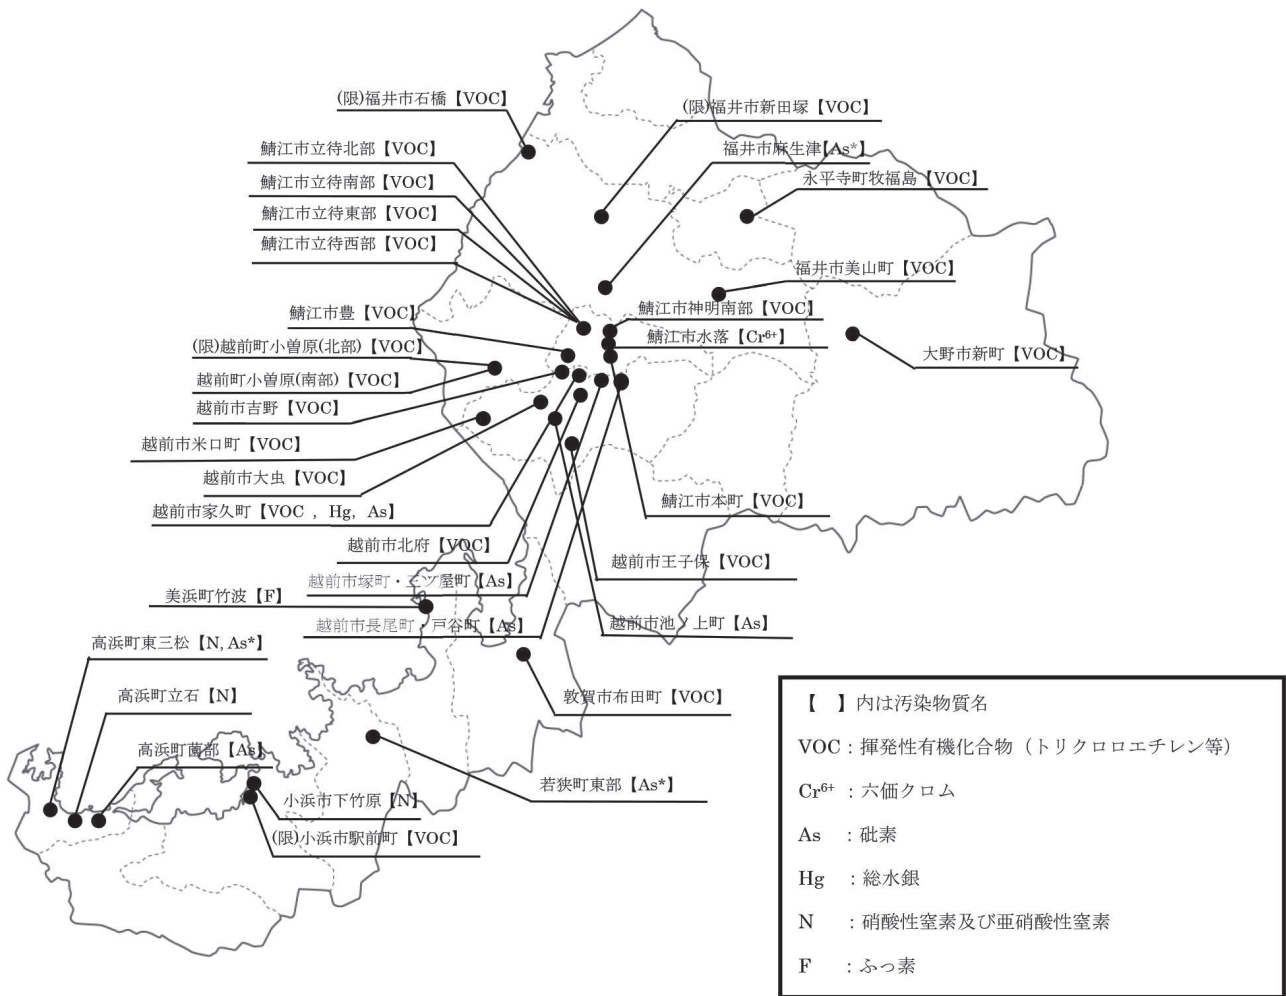 (限)福井市石橋【VOC】
(限)福井市新田塚【VOC】
鯖江市立待北部【VOC】
福井市麻生津【As*】
鯖江市立待南部【VOC】
永平寺町牧福島【VOC】
鯖江市立待東部【VOC】
鯖江市立待西部【VOC】
福井市美山町【VOC】
鯖江市豊【VOC】
鯖江市神明南部【VOC】
鯖江市水落【Cr⁶⁺】
(限)越前町小曽原(北部)【VOC】
大野市新町【VOC】
越前町小曽原(南部)【VOC】
越前市吉野【VOC】
越前市米口町【VOC】
越前市大虫【VOC】
鯖江市本町【VOC】
越前市家久町【VOC , Hg, As】
越前市北府【VOC】
越前市王子保【VOC】
越前市塚町・三ツ屋町【As】
美浜町竹波【F】
越前市長尾町・戸谷町【As】
越前市池ノ上町【As】
高浜町東三松【N, As*】
高浜町立石【N】
敦賀市布田町【VOC】
高浜町薗部【As】
若狭町東部【As*】
小浜市下竹原【N】
(限)小浜市駅前町【VOC】
【 】内は汚染物質名
VOC：揮発性有機化合物（トリクロロエチレン等）
Cr⁶⁺：六価クロム
As：砒素
Hg：総水銀
N：硝酸性窒素及び亜硝酸性窒素
F：ふっ素